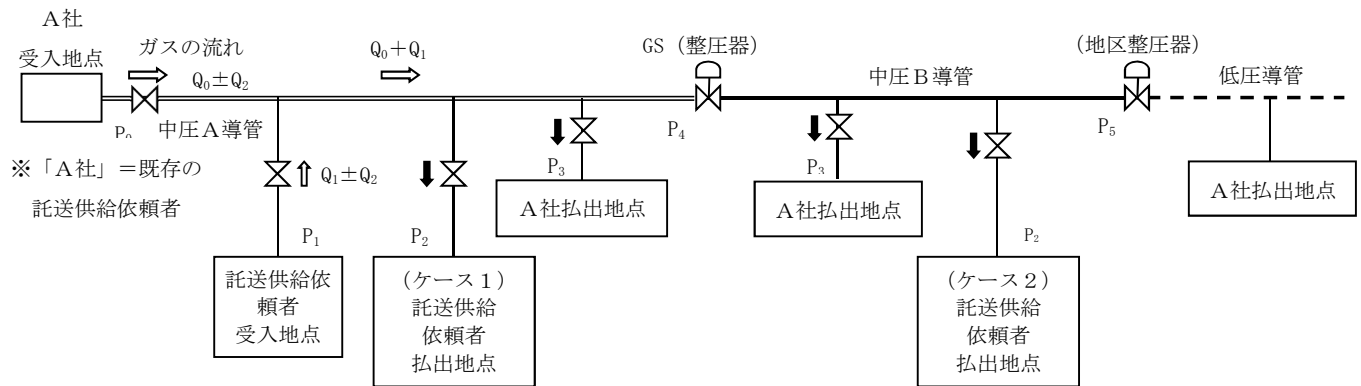 A社
受入地点
ガスの流れ
Q₀±Q₂
Q₀+Q₁
GS(整圧器)
中圧B導管
(地区整圧器)
低圧導管
中圧A導管
P₄
P₅
※「A社」=既存の
託送供給依頼者
Q₁±Q₂
P₁
P₂
P₃
A社払出地点
P₃
A社払出地点
P₂
A社払出地点
託送供給依
頼者
受入地点
(ケース1)
託送供給
依頼者
払出地点
(ケース2)
託送供給
依頼者
払出地点